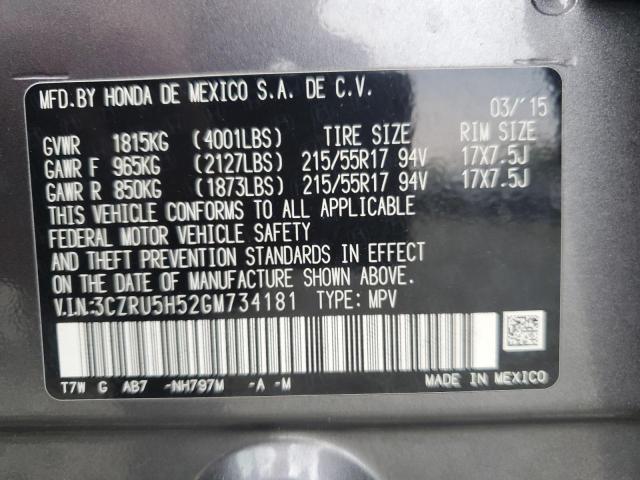 MFD.BY HONDA DE MEXICO S.A. DE C.V.
03/'15
GVWR 1815KG (4001LBS) TIRE SIZE RIM SIZE
GAWR F 965KG (2127LBS) 215/55R17 94V 17X7.5J
GAWR R 850KG (1873LBS) 215/55R17 94V 17X7.5J
THIS VEHICLE CONFORMS TO ALL APPLICABLE
FEDERAL MOTOR VEHICLE SAFETY
AND THEFT PREVENTION STANDARDS IN EFFECT
ON THE DATE OF MANUFACTURE SHOWN ABOVE.
V.I.N:3CZRU5H52GM734181 TYPE: MPV
T7W G AB7 -NH797M -A -M
MADE IN MEXICO